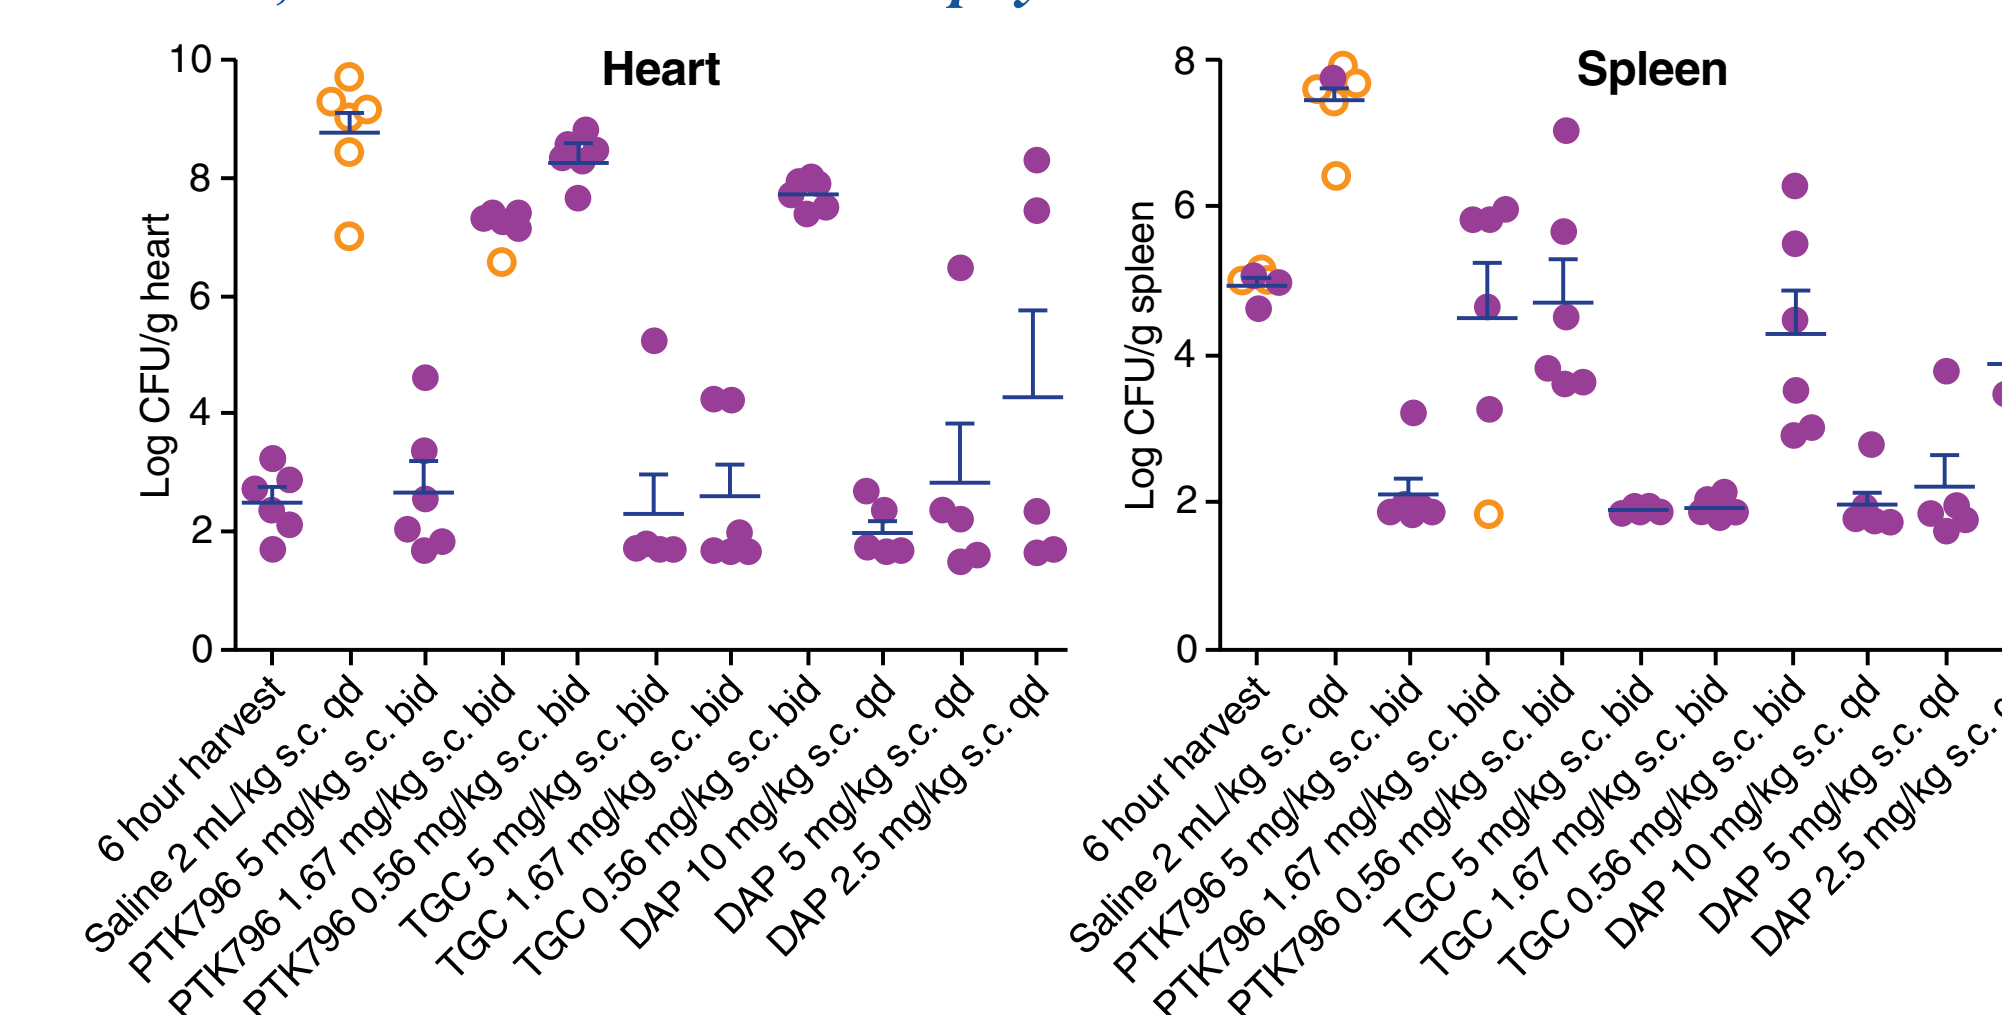 Heart
10
8
6
4
2
0
Log CFU/g heart
6 hour harvest
Saline 2 mL/kg s.c. qd
PTK796 5 mg/kg s.c. bid
PTK796 1.67 mg/kg s.c. bid
PTK796 0.56 mg/kg s.c. bid
TGC 5 mg/kg s.c. bid
TGC 1.67 mg/kg s.c. bid
TGC 0.56 mg/kg s.c. bid
DAP 10 mg/kg s.c. qd
DAP 5 mg/kg s.c. qd
DAP 2.5 mg/kg s.c. qd
Spleen
8
6
4
2
0
Log CFU/g spleen
6 hour harvest
Saline 2 mL/kg s.c. qd
PTK796 5 mg/kg s.c. bid
PTK796 1.67 mg/kg s.c. bid
PTK796 0.56 mg/kg s.c. bid
TGC 5 mg/kg s.c. bid
TGC 1.67 mg/kg s.c. bid
TGC 0.56 mg/kg s.c. bid
DAP 10 mg/kg s.c. qd
DAP 5 mg/kg s.c. qd
DAP 2.5 mg/kg s.c.